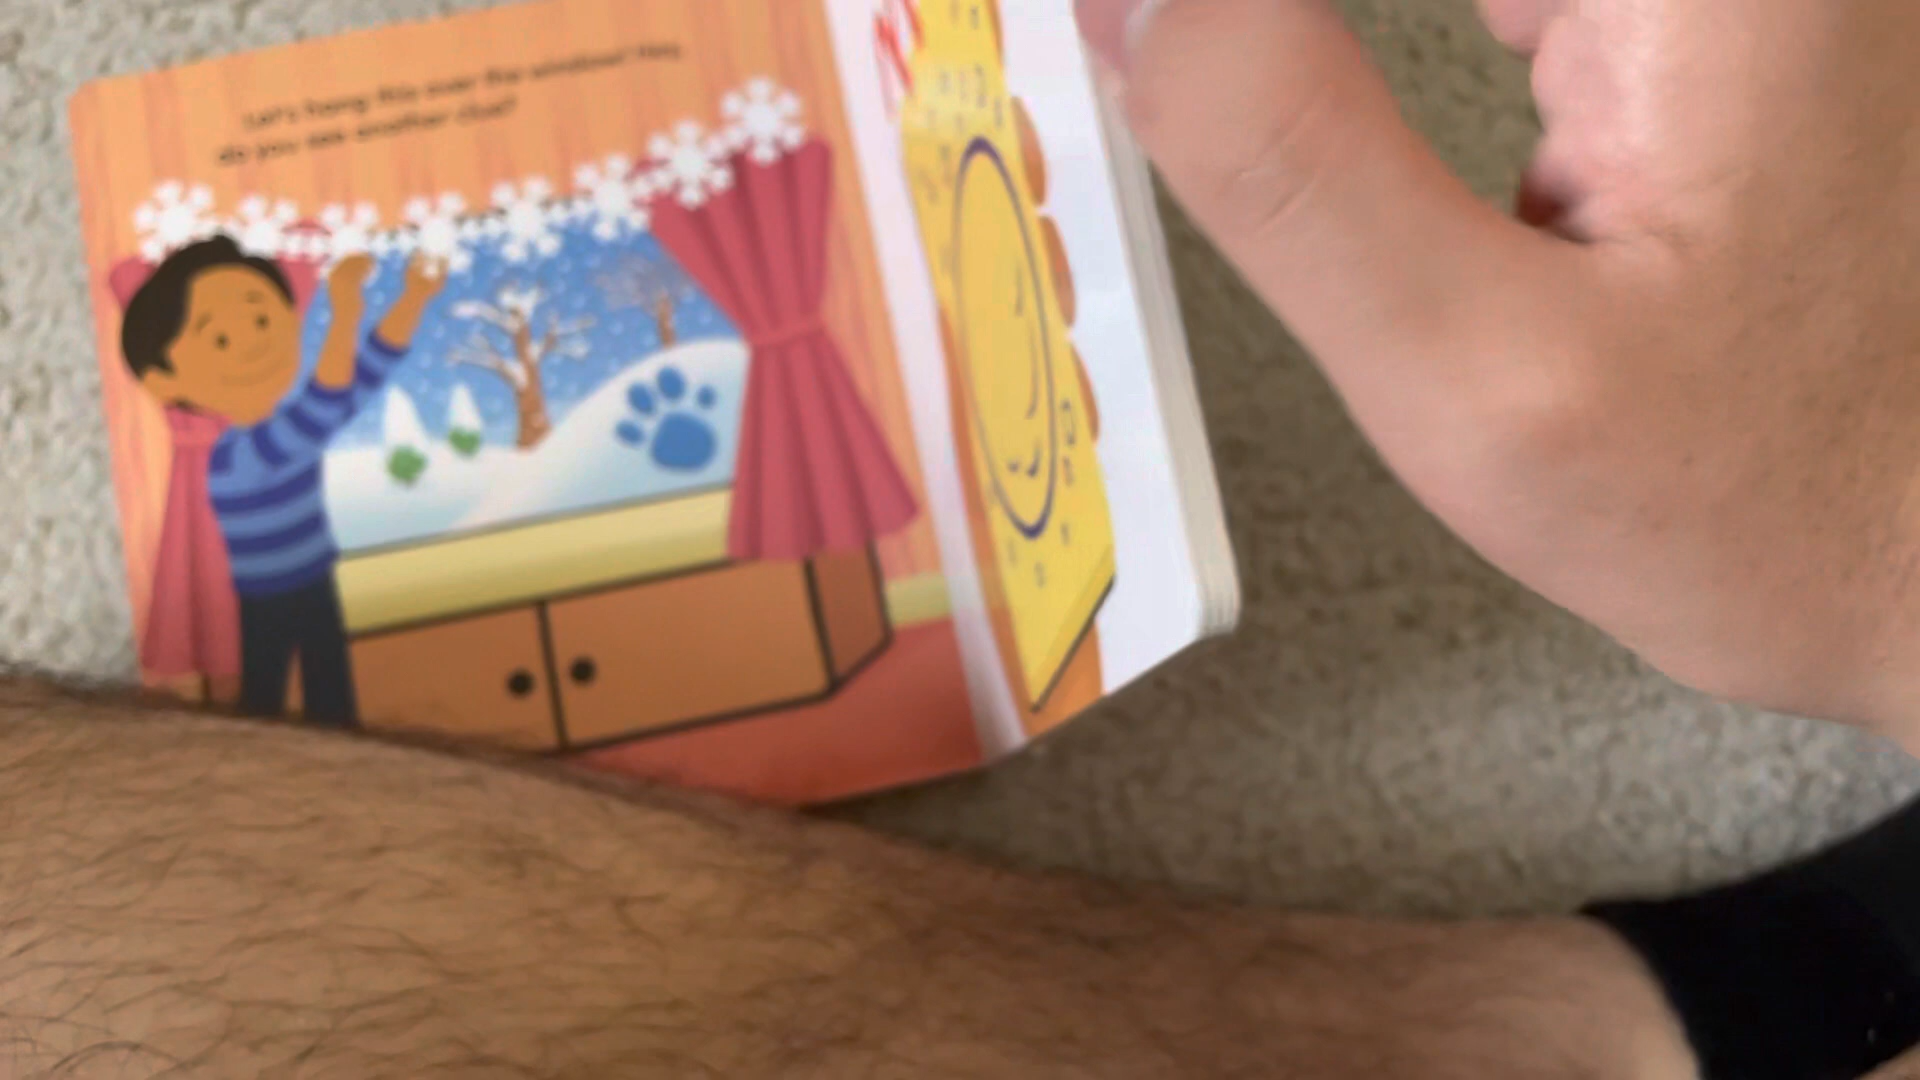 Let's hang this over the window! Hey,
do you see another clue?